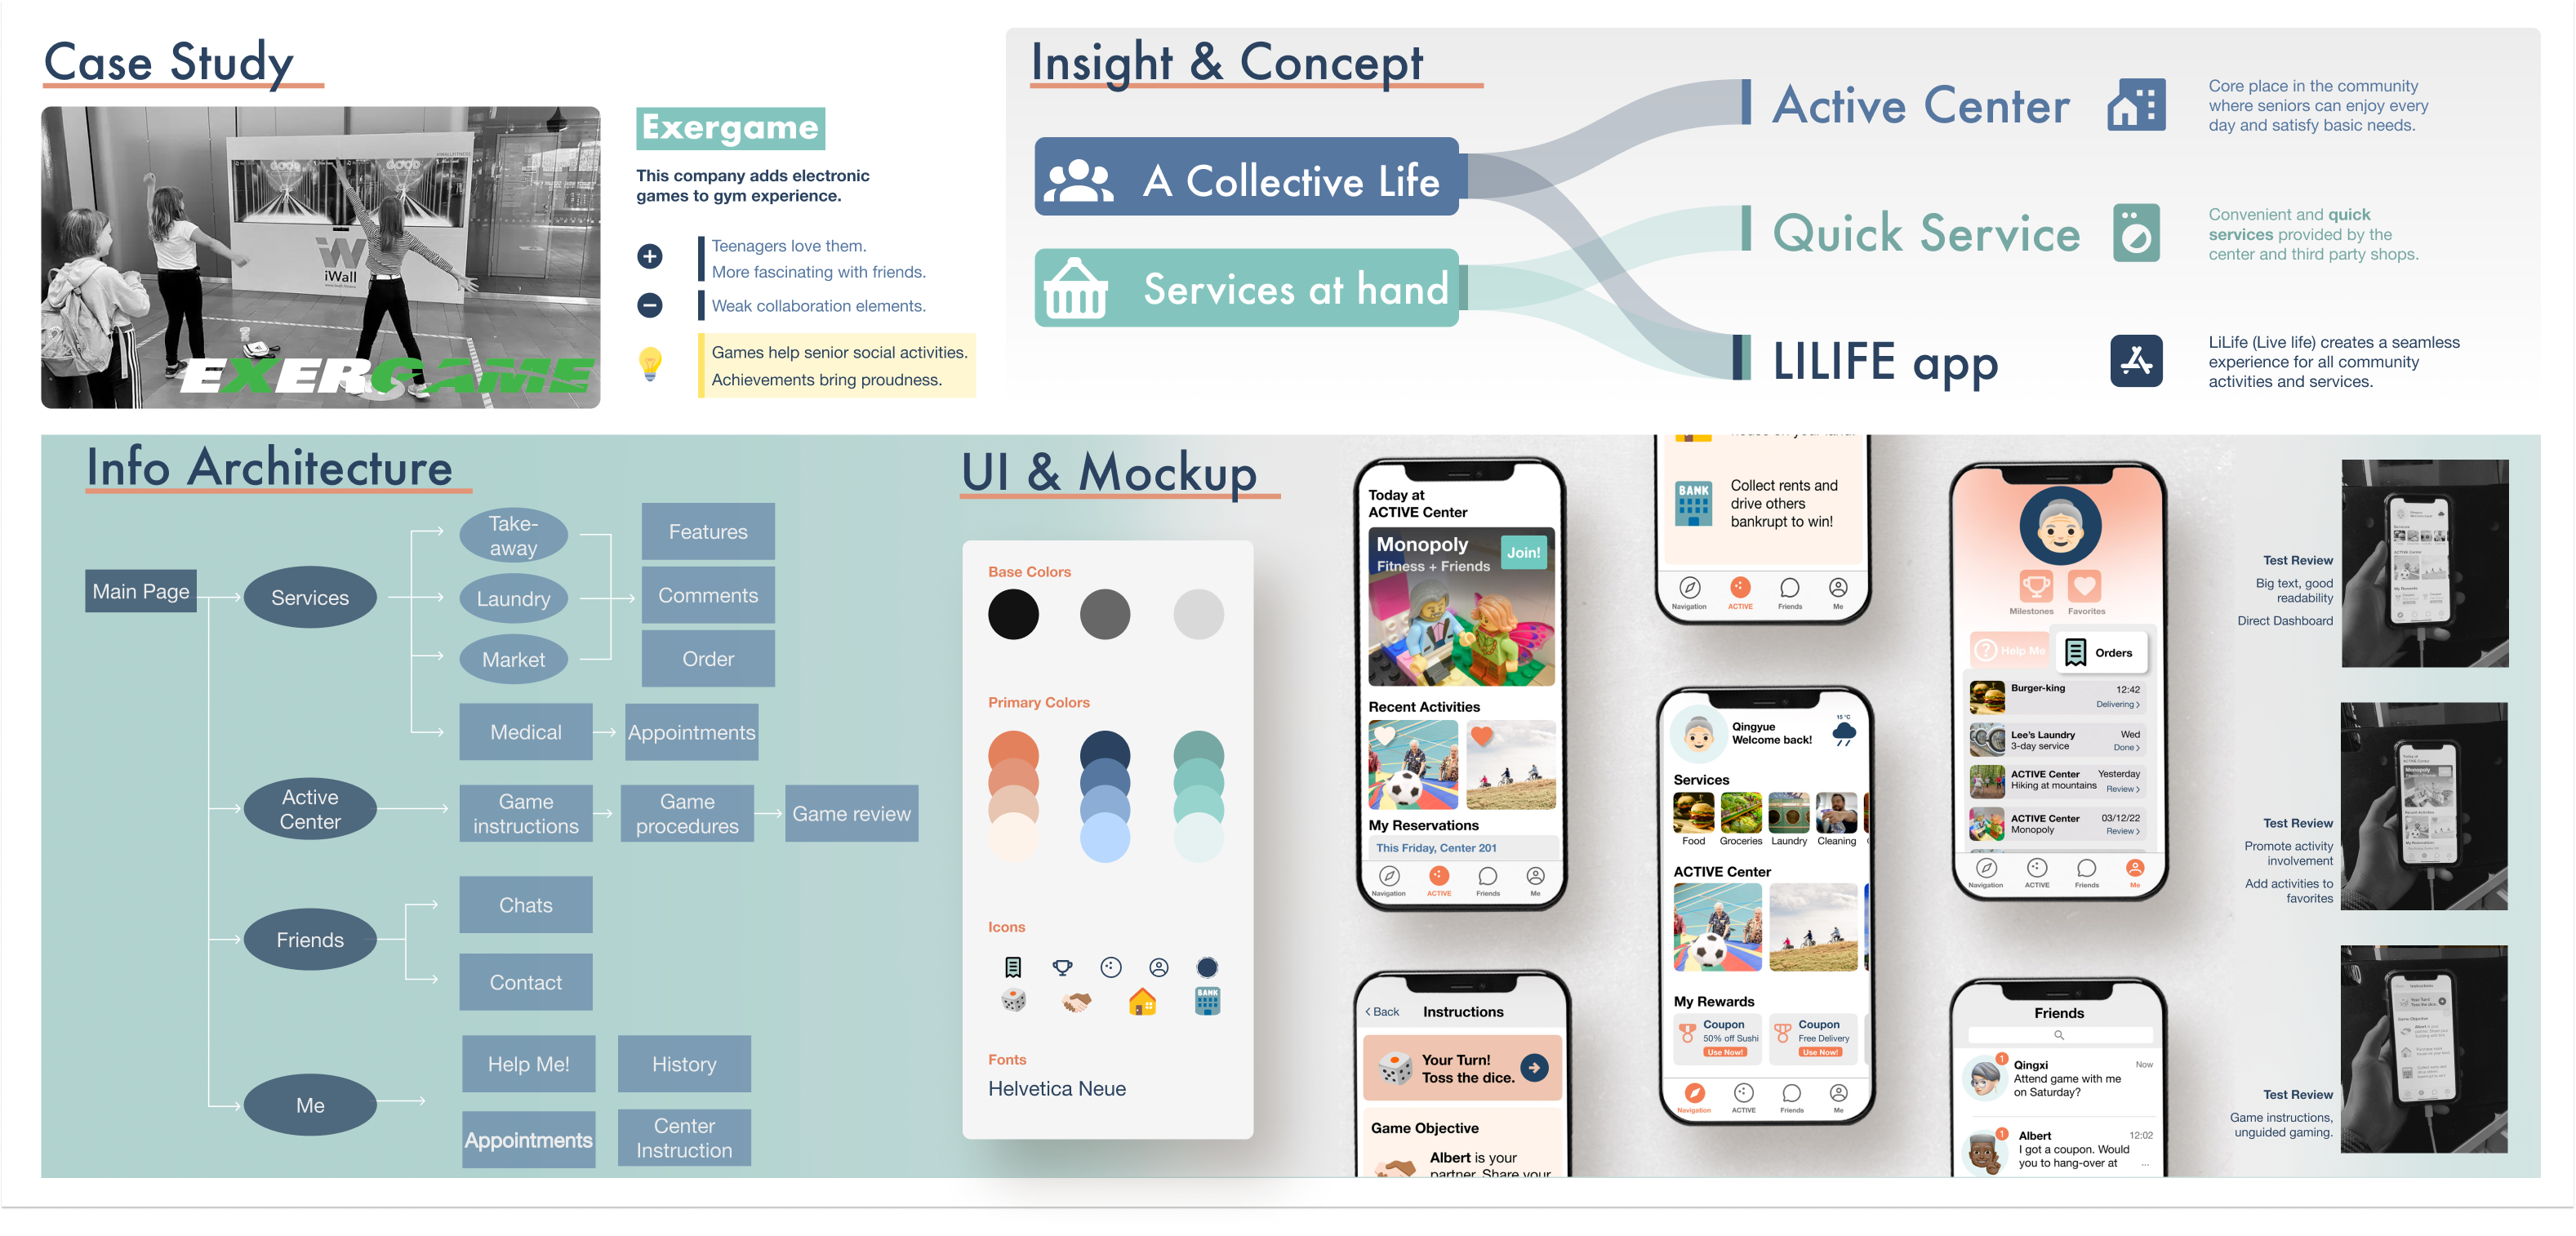 Case Study
doob
doob
iW
iWall
EXERGAME
Exergame
This company adds electronic
games to gym experience.
Teenagers love them.
More fascinating with friends.
Weak collaboration elements.
Games help senior social activities.
Achievements bring proudness.
Insight & Concept
A Collective Life
Services at hand
Active Center
Core place in the community
where seniors can enjoy every
day and satisfy basic needs.
Quick Service
Convenient and quick
services provided by the
center and third party shops.
LILIFE app
LiLife (Live life) creates a seamless
experience for all community
activities and services.
Info Architecture
Main Page
Services
Take-
away
Laundry
Market
Features
Comments
Order
Medical
Appointments
Active
Center
Game
instructions
Game
procedures
Game review
Friends
Chats
Contact
Me
Help Me!
History
Appointments
Center
Instruction
UI & Mockup
Base Colors
Primary Colors
Icons
BANK
Fonts
Helvetica Neue
Today at
ACTIVE Center
Monopoly
Fitness + Friends
Join!
Recent Activities
My Reservations
This Friday, Center 201
Navigation
ACTIVE
Friends
Me
< Back
Instructions
Your Turn!
Toss the dice.
Game Objective
Albert is your
partner. Share your
BANK
Collect rents and
drive others
bankrupt to win!
Navigation
ACTIVE
Friends
Me
Qingyue
Welcome back!
15 °C
Services
Food
Groceries
Laundry
Cleaning
ACTIVE Center
My Rewards
Coupon
50% off Sushi
Use Now!
Coupon
Free Delivery
Use Now!
Navigation
ACTIVE
Friends
Me
Milestones
Favorites
Help Me
Orders
Burger-king
12:42
Delivering >
Lee's Laundry
3-day service
Wed
Done >
ACTIVE Center
Hiking at mountains
Yesterday
Review >
ACTIVE Center
Monopoly
03/12/22
Review >
Navigation
ACTIVE
Friends
Me
Friends
1
Qingxi
Now
Attend game with me
on Saturday?
1
Albert
12:02
I got a coupon. Would
you to hang-over at
...
Test Review
Big text, good
readability
Direct Dashboard
Test Review
Promote activity
involvement
Add activities to
favorites
Test Review
Game instructions,
unguided gaming.